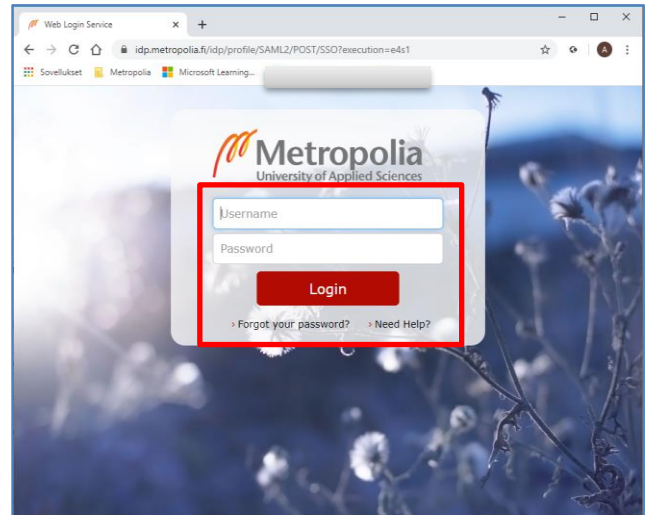 Web Login Service
idp.metropolia.fi/idp/profile/SAML2/POST/SSO?execution=e4s1
A
Sovellukset Metropolia Microsoft Learning...
Metropolia
University of Applied Sciences
Username
Password
Login
› Forgot your password? › Need Help?